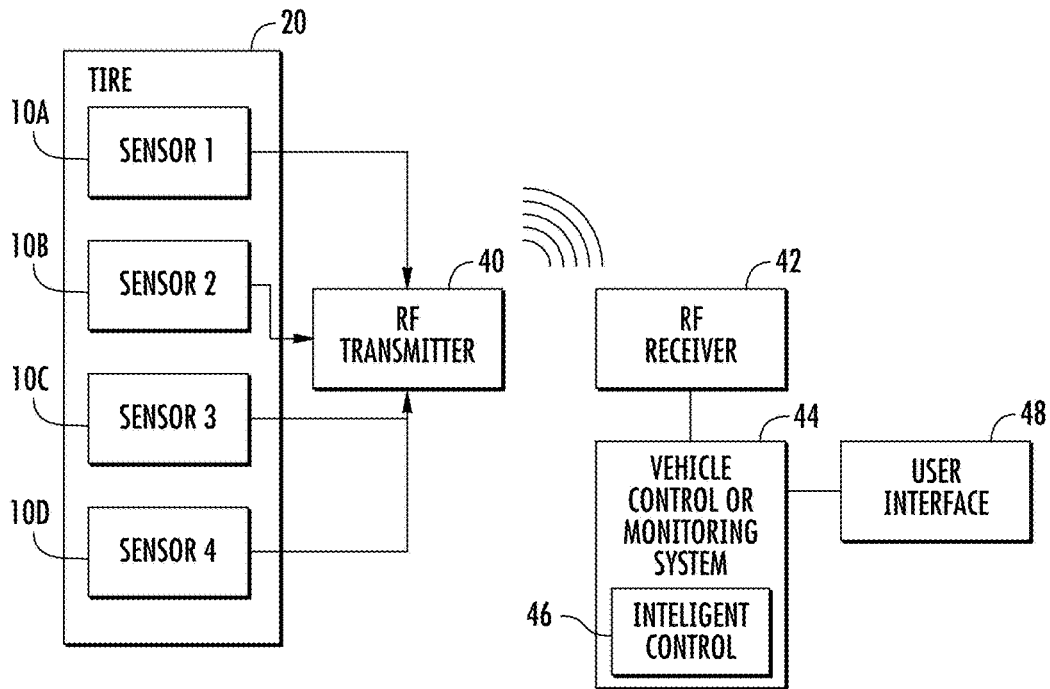 20
TIRE
10A
SENSOR 1
10B
SENSOR 2
40
42
RF
TRANSMITTER
RF
RECEIVER
10C
SENSOR 3
44
48
VEHICLE
CONTROL OR
MONITORING
SYSTEM
USER
INTERFACE
10D
SENSOR 4
46
INTELIGENT
CONTROL